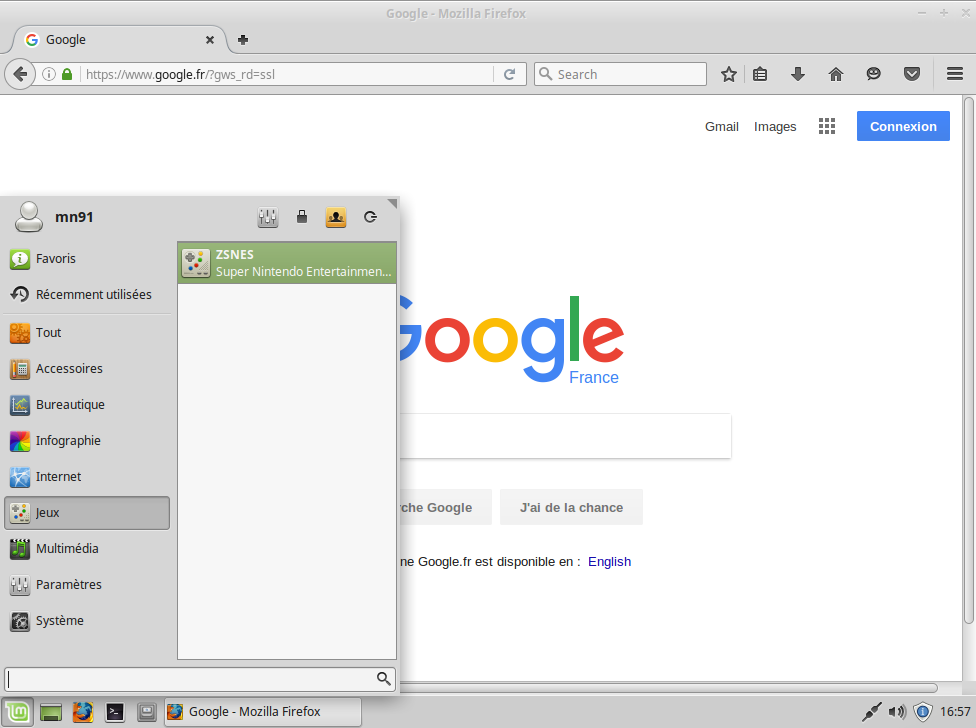 Google - Mozilla Firefox
Google
https://www.google.fr/?gws_rd=ssl
Search
Gmail Images Connexion
mn91
Favoris
Récemment utilisées
Tout
Accessoires
Bureautique
Infographie
Internet
Jeux
Multimédia
Paramètres
Système
ZSNES
Super Nintendo Entertainmen...
Google
France
rche Google J'ai de la chance
ne Google.fr est disponible en : English
Google - Mozilla Firefox 16:57